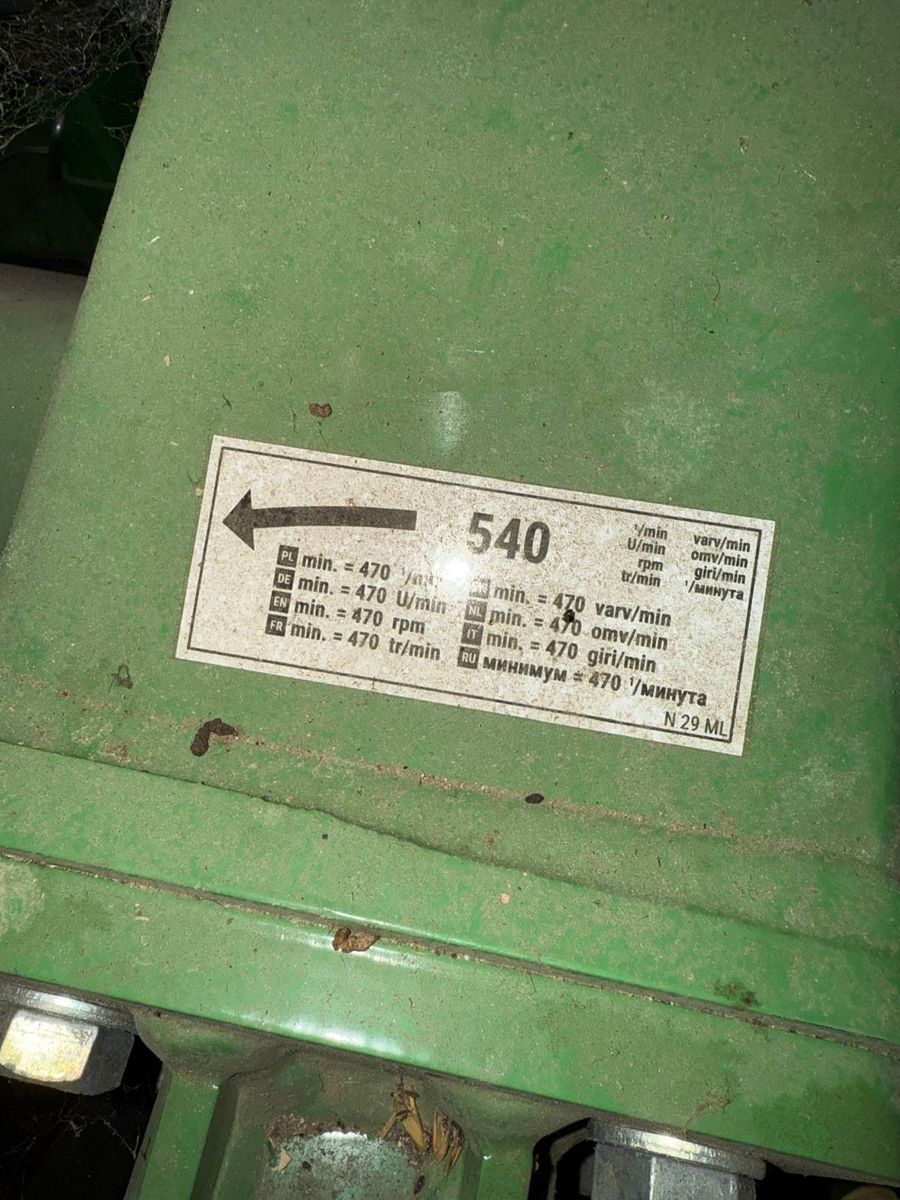 540
1/min varv/min
U/min omv/min
rpm giri/min
tr/min 1/минута
PL min. = 470
DE min. = 470 U/min
EN min. = 470 rpm
FR min. = 470 tr/min
min. = 470 varv/min
NL min. = 470 omv/min
IT min. = 470 giri/min
RU минимум = 470 1/минута
N 29 ML